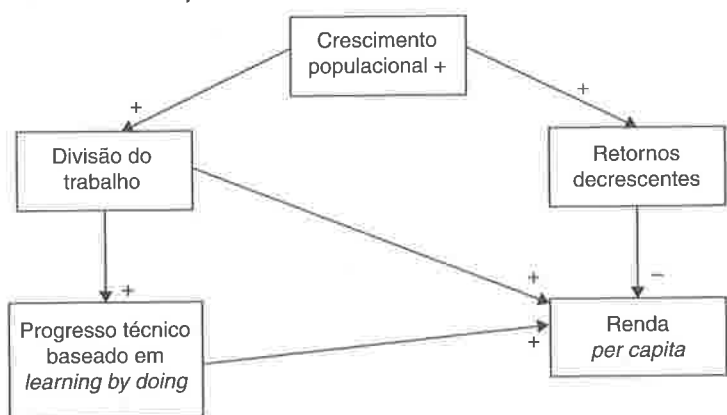 Crescimento
populacional +
+
+
Divisão do
trabalho
Retornos
decrescentes
+
+
−
Progresso técnico
baseado em
learning by doing
+
Renda
per capita